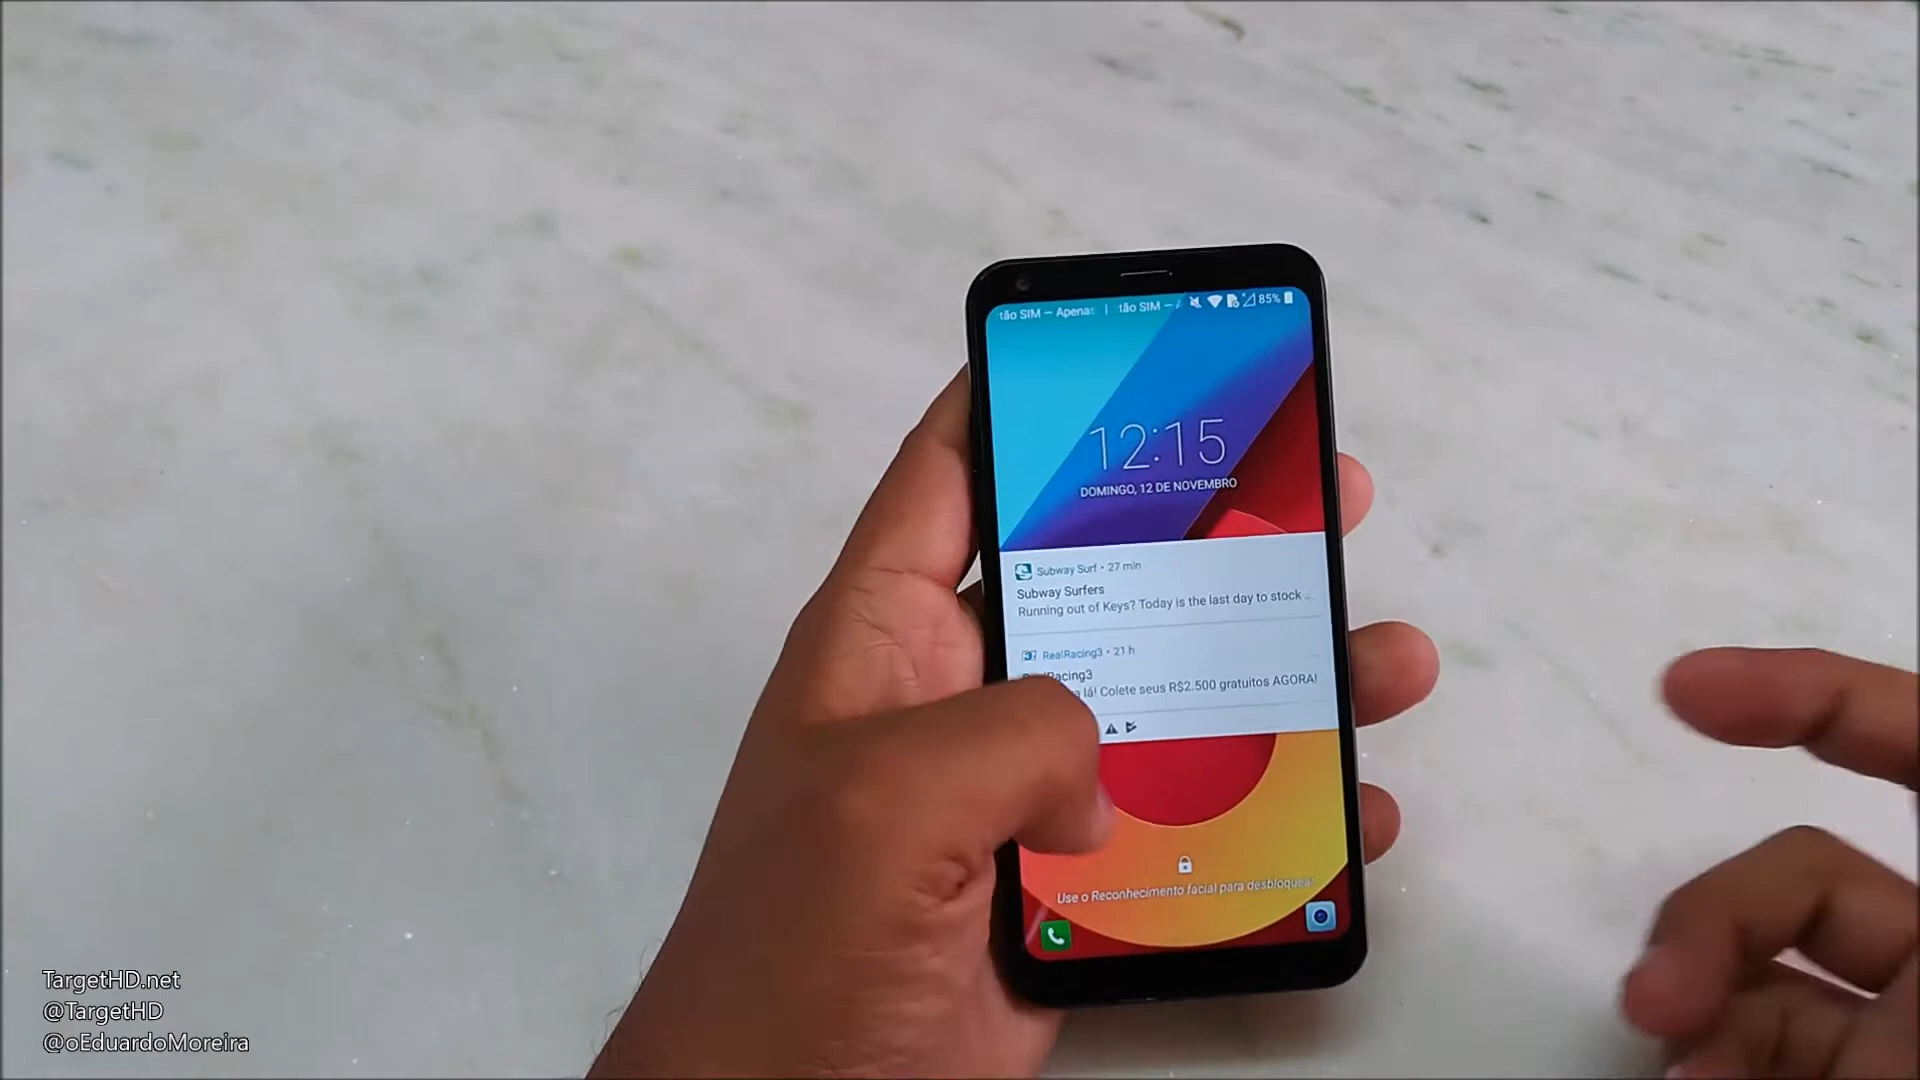 tão SIM — Apenas | tão SIM — 85%
12:15
DOMINGO, 12 DE NOVEMBRO
Subway Surf • 27 min
Subway Surfers
Running out of Keys? Today is the last day to stock ..
RealRacing3 • 21 h
Racing3
lá! Colete seus R$2.500 gratuitos AGORA!
Use o Reconhecimento facial para desbloquear
TargetHD.net
@TargetHD
@oEduardoMoreira